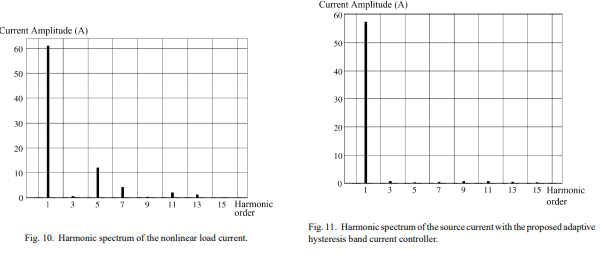 Current Amplitude (A)
60
50
40
30
20
10
0
1 3 5 7 9 11 13 15 Harmonic
order
Fig. 10. Harmonic spectrum of the nonlinear load current.
Current Amplitude (A)
60
50
40
30
20
10
0
1 3 5 7 9 11 13 15 Harmonic
order
Fig. 11. Harmonic spectrum of the source current with the proposed adaptive
hysteresis band current controller.